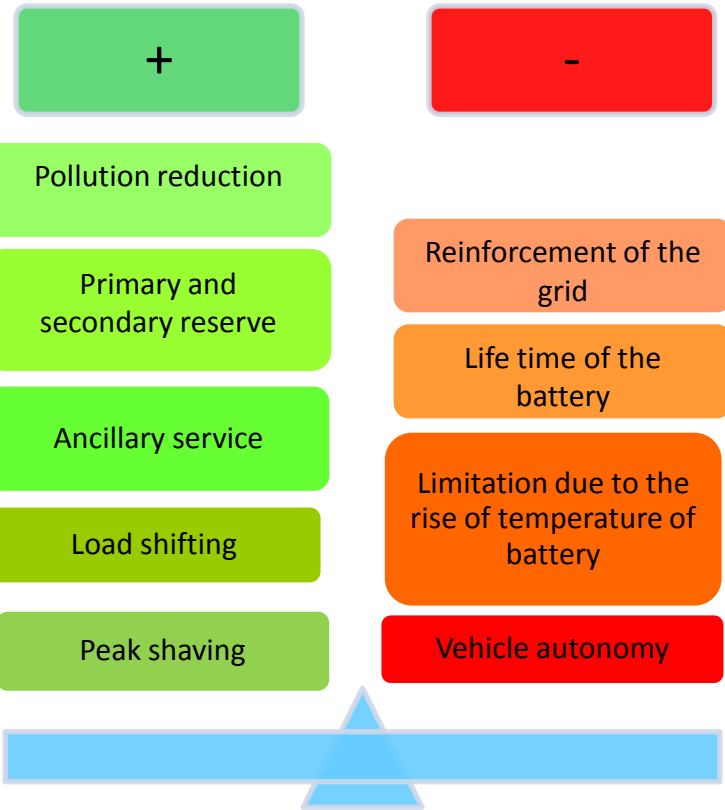 +
-
Pollution reduction
Primary and
secondary reserve
Ancillary service
Load shifting
Peak shaving
Reinforcement of the
grid
Life time of the
battery
Limitation due to the
rise of temperature of
battery
Vehicle autonomy